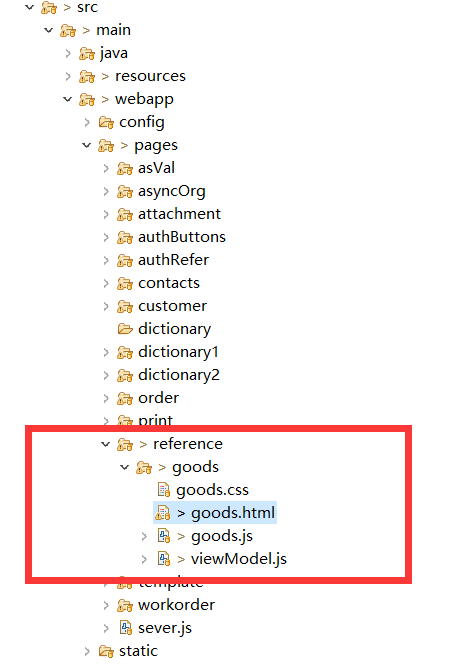 > src
> main
java
> resources
> webapp
config
> pages
asVal
asyncOrg
attachment
authButtons
authRefer
contacts
customer
dictionary
dictionary1
dictionary2
order
print
> reference
> goods
goods.css
> goods.html
> goods.js
> viewModel.js
template
workorder
sever.js
static